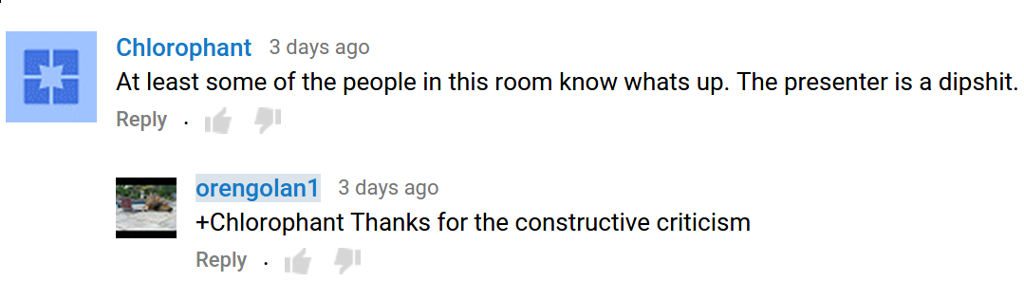 Chlorophant 3 days ago
At least some of the people in this room know whats up. The presenter is a dipshit.
Reply ·
orengolan1 3 days ago
+Chlorophant Thanks for the constructive criticism
Reply ·